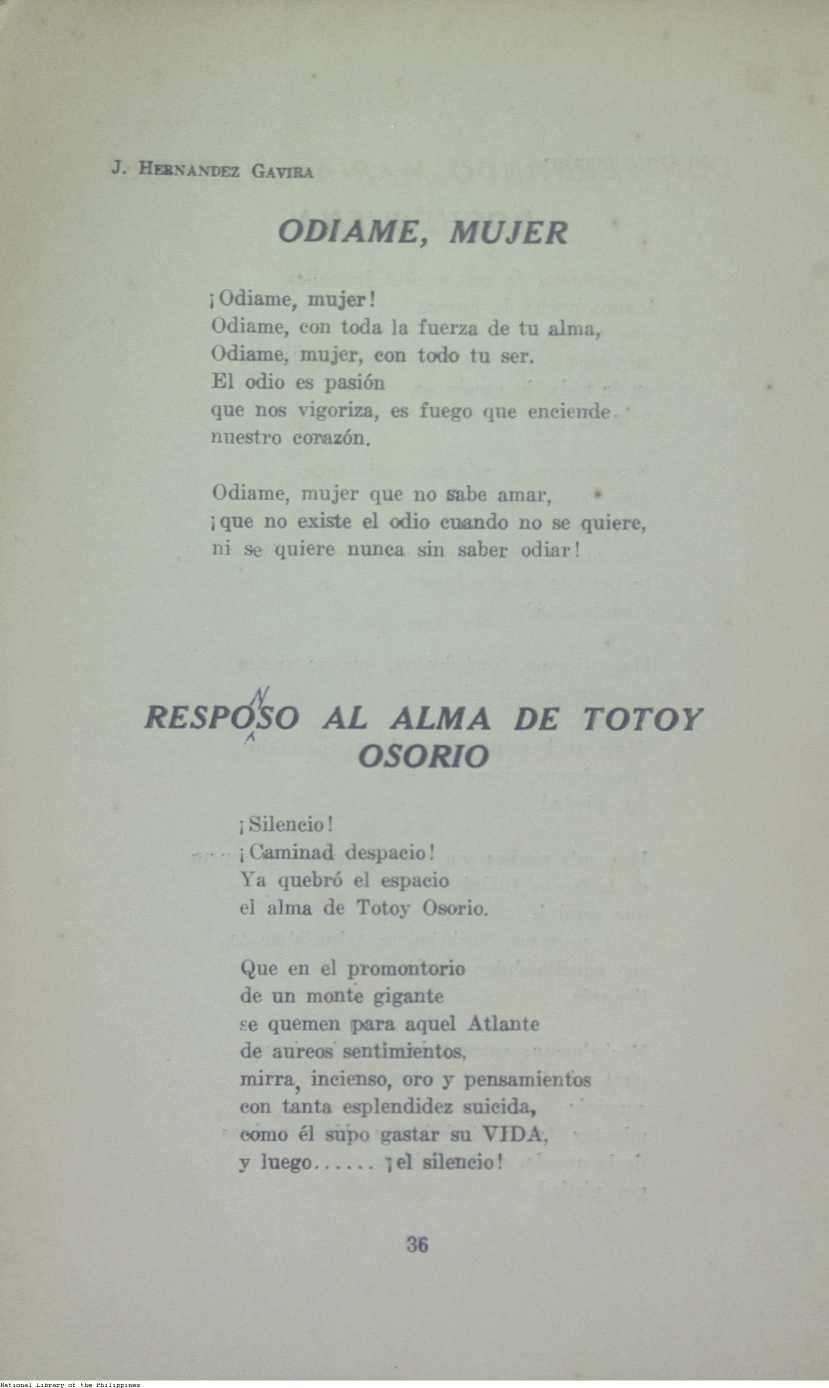 J. HERNANDEZ GAVIRA
ODIAME, MUJER
¡Odiame, mujer!
Odiame, con toda la fuerza de tu alma,
Odiame, mujer, con todo tu ser.
El odio es pasión
que nos vigoriza, es fuego que enciende
nuestro corazón.
Odiame, mujer que no sabe amar,
¡que no existe el odio cuando no se quiere,
ni se quiere nunca sin saber odiar!
N
RESPOSO AL ALMA DE TOTOY
OSORIO
¡Silencio!
¡Caminad despacio!
Ya quebró el espacio
el alma de Totoy Osorio.
Que en el promontorio
de un monte gigante
se quemen para aquel Atlante
de aureos sentimientos,
mirra, incienso, oro y pensamientos
con tanta esplendidez suicida,
como él supo gastar su VIDA,
y luego...... ¡el silencio!
36
National Library of the Philippines